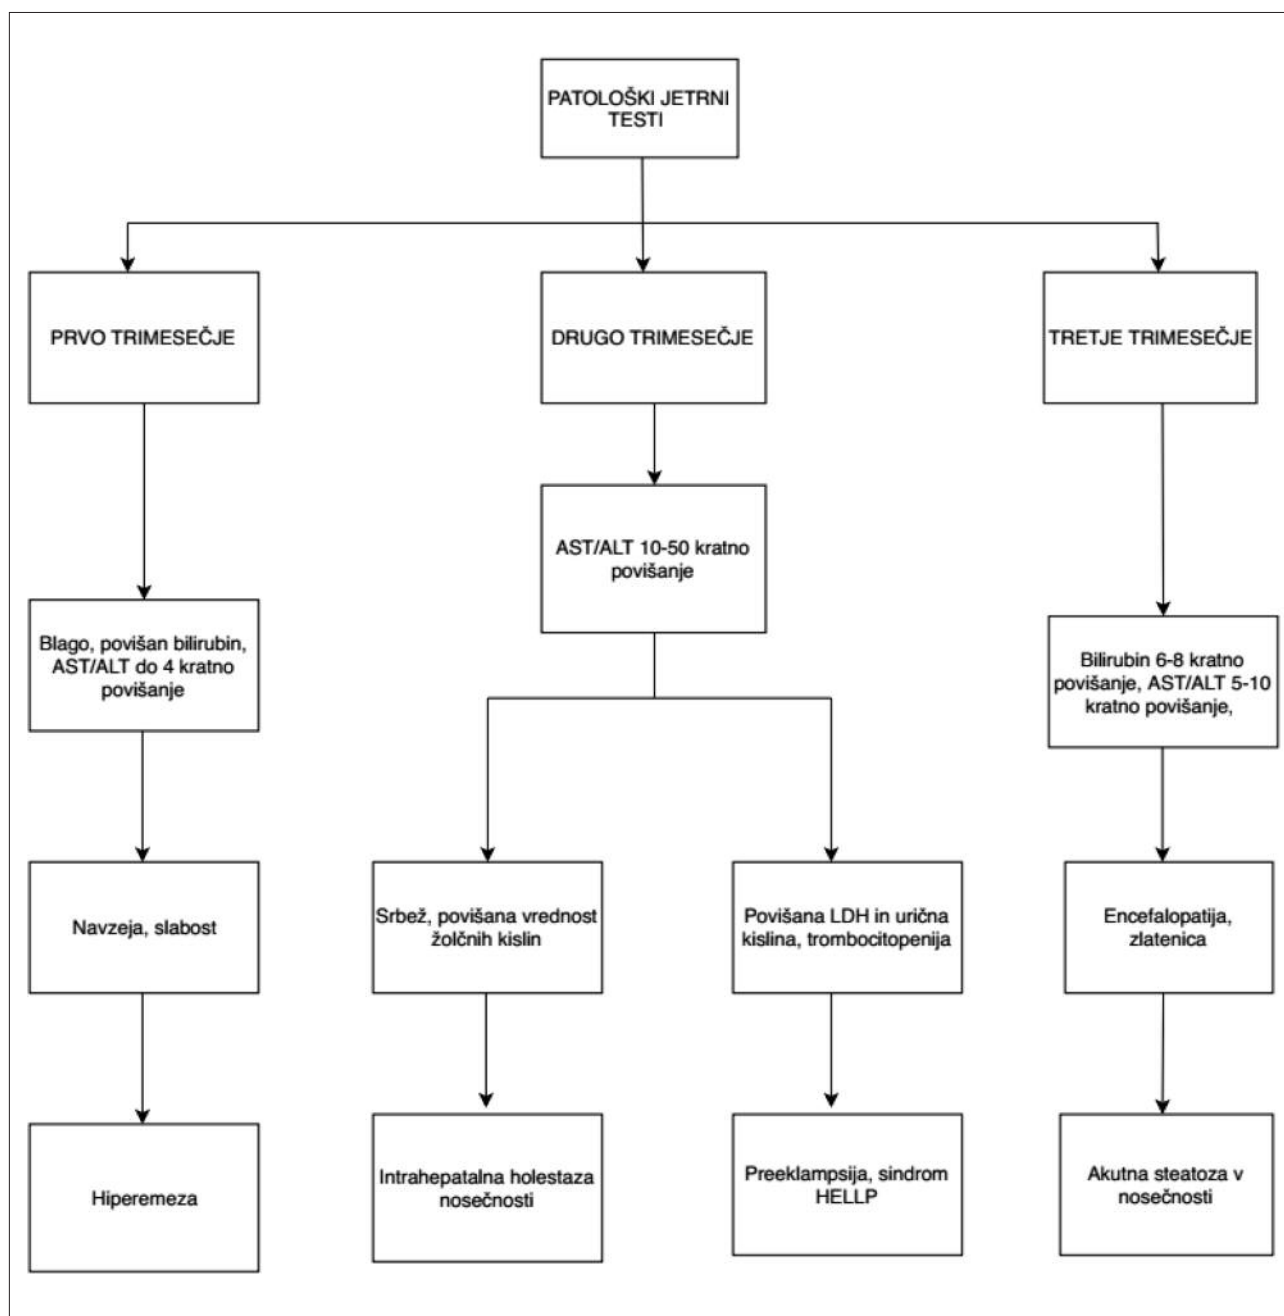 PATOLOŠKI JETRNI
TESTI
PRVO TRIMESEČJE
DRUGO TRIMESEČJE
TRETJE TRIMESEČJE
AST/ALT 10-50 kratno
povišanje
Blago, povišan bilirubin,
AST/ALT do 4 kratno
povišanje
Bilirubin 6-8 kratno
povišanje, AST/ALT 5-10
kratno povišanje,
Navzeja, slabost
Srbež, povišana vrednost
žolčnih kislin
Povišana LDH in urična
kislina, trombocitopenija
Encefalopatija,
zlatenica
Hiperemeza
Intrahepatalna holestaza
nosečnosti
Preeklampsija, sindrom
HELLP
Akutna steatoza v
nosečnosti